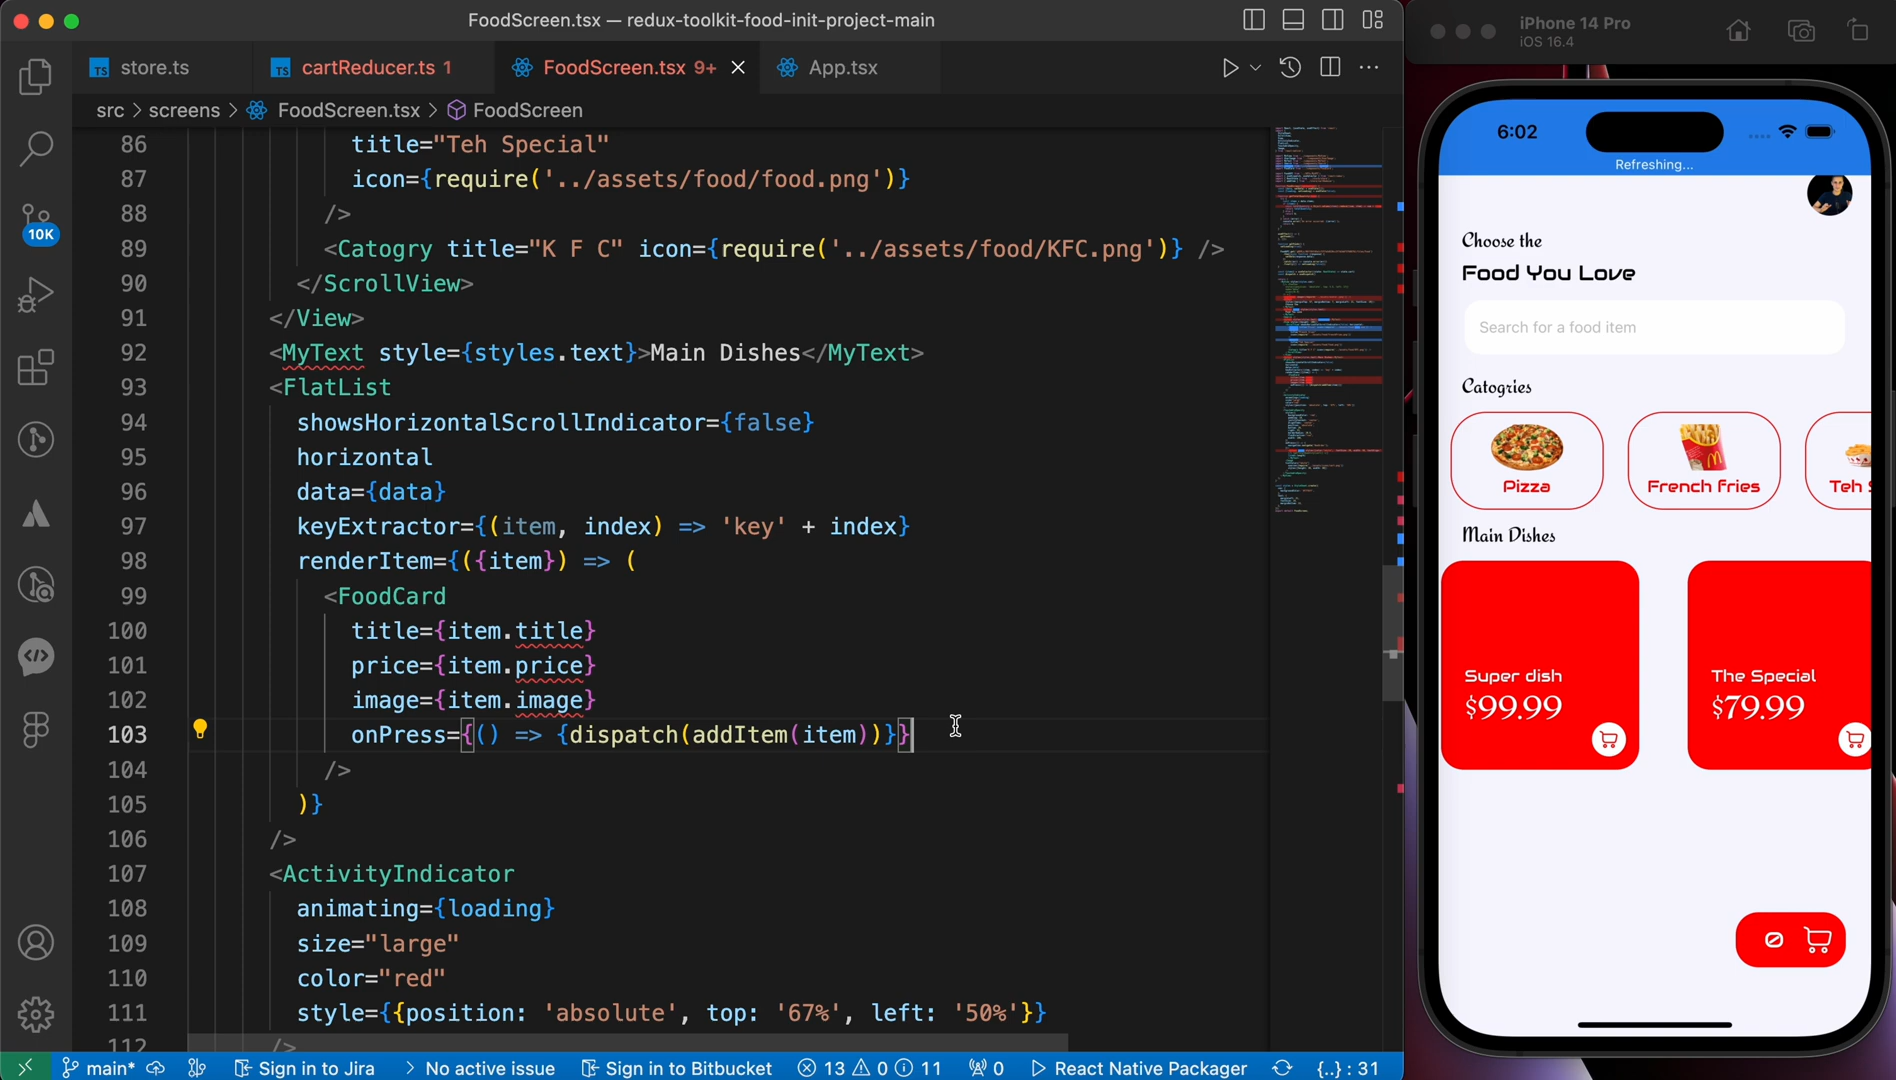 FoodScreen.tsx — redux-toolkit-food-init-project-main
store.ts
cartReducer.ts 1
FoodScreen.tsx 9+
App.tsx
src > screens > FoodScreen.tsx > FoodScreen
86 title="Teh Special"
87 icon={require('../assets/food/food.png')}
88 />
89 <Catogry title="K F C" icon={require('../assets/food/KFC.png')} />
90 </ScrollView>
91 </View>
92 <MyText style={styles.text}>Main Dishes</MyText>
93 <FlatList
94 showsHorizontalScrollIndicator={false}
95 horizontal
96 data={data}
97 keyExtractor={(item, index) => 'key' + index}
98 renderItem={({item}) => (
99 <FoodCard
100 title={item.title}
101 price={item.price}
102 image={item.image}
103 onPress={() => {dispatch(addItem(item))}}
104 />
105 )}
106 />
107 <ActivityIndicator
108 animating={loading}
109 size="large"
110 color="red"
111 style={{position: 'absolute', top: '67%', left: '50%'}}
112 />
10K
main*
Sign in to Jira
> No active issue
Sign in to Bitbucket
13 0 11
0
React Native Packager
{..} : 31
iPhone 14 Pro
iOS 16.4
6:02
Refreshing...
Choose the
Food You Love
Search for a food item
Catogries
Pizza
French fries
Teh S
Main Dishes
Super dish
$99.99
The Special
$79.99
0